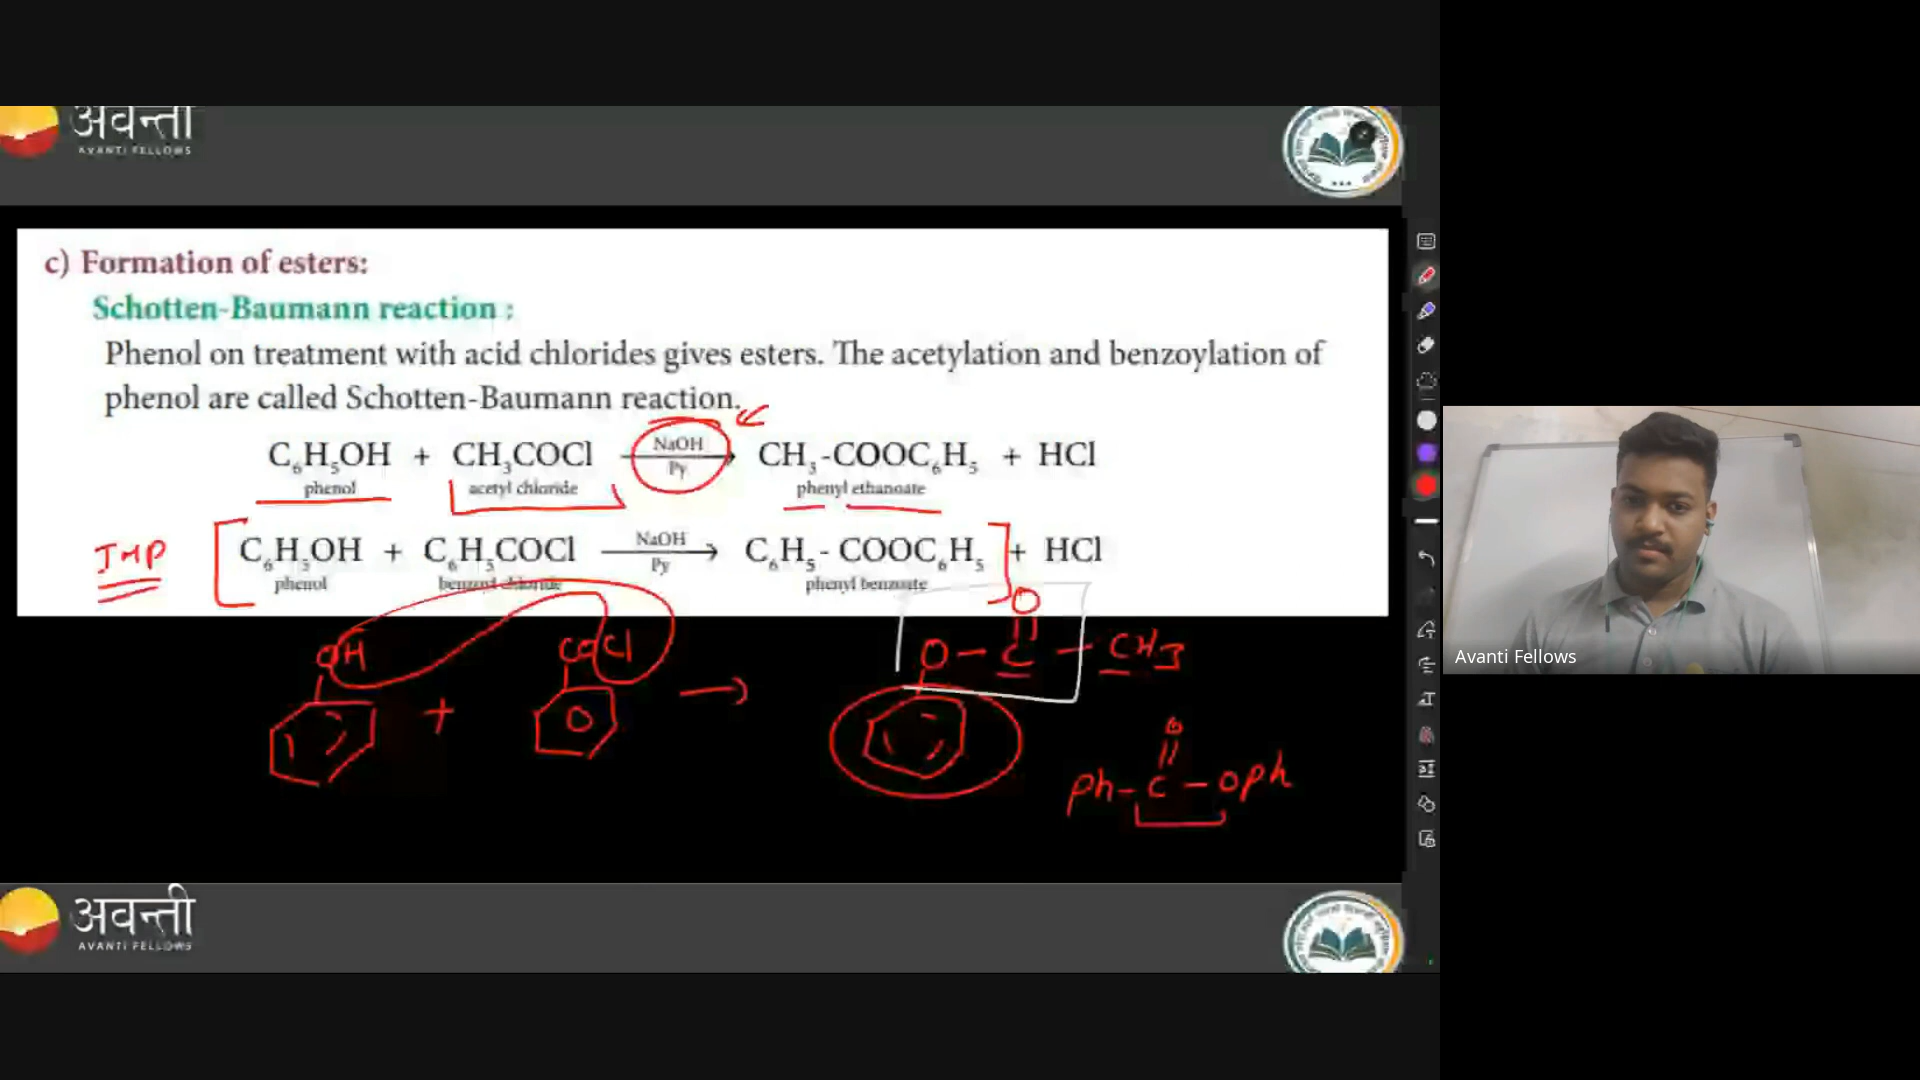 अवन्ती
AVANTI FELLOWS
c) Formation of esters:
Schotten-Baumann reaction :
Phenol on treatment with acid chlorides gives esters. The acetylation and benzoylation of
phenol are called Schotten-Baumann reaction.
C₆H₅OH + CH₃COCl NaOH Py → CH₃-COOC₆H₅ + HCl
phenol acetyl chloride phenyl ethanoate
IMP C₆H₅OH + C₆H₅COCl NaOH Py → C₆H₅-COOC₆H₅ + HCl
phenol benzoyl chloride phenyl benzoate
O
OH COCl O-C-CH3
+ →
O
Ph-C-OPh
Avanti Fellows
अवन्ती
AVANTI FELLOWS